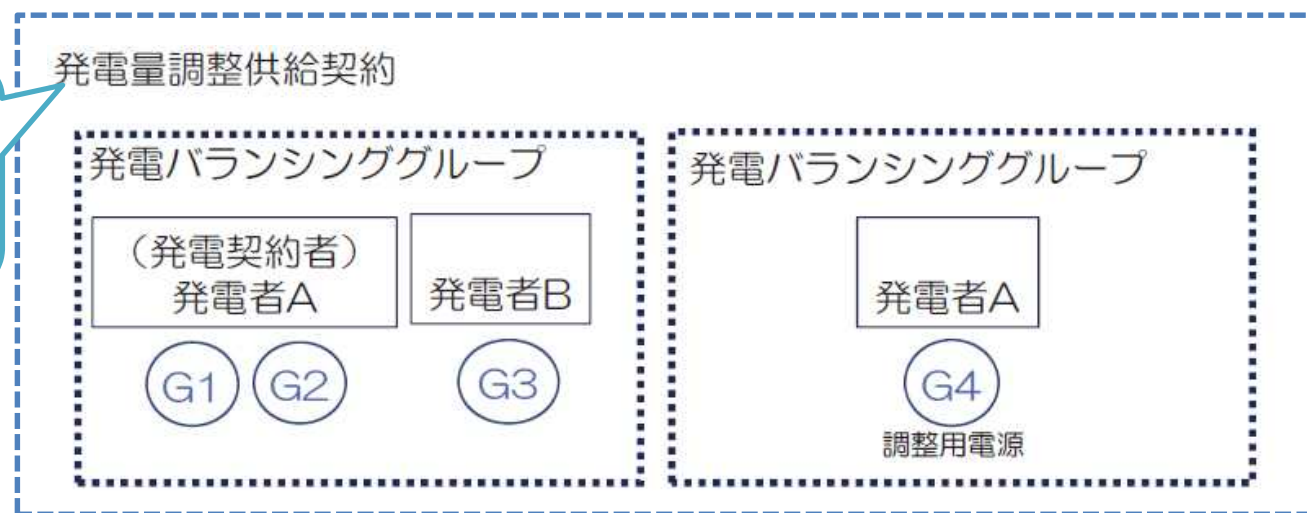 発電量調整供給契約
発電バランシンググループ
(発電契約者)
発電者A
発電者B
G1
G2
G3
発電バランシンググループ
発電者A
G4
調整用電源